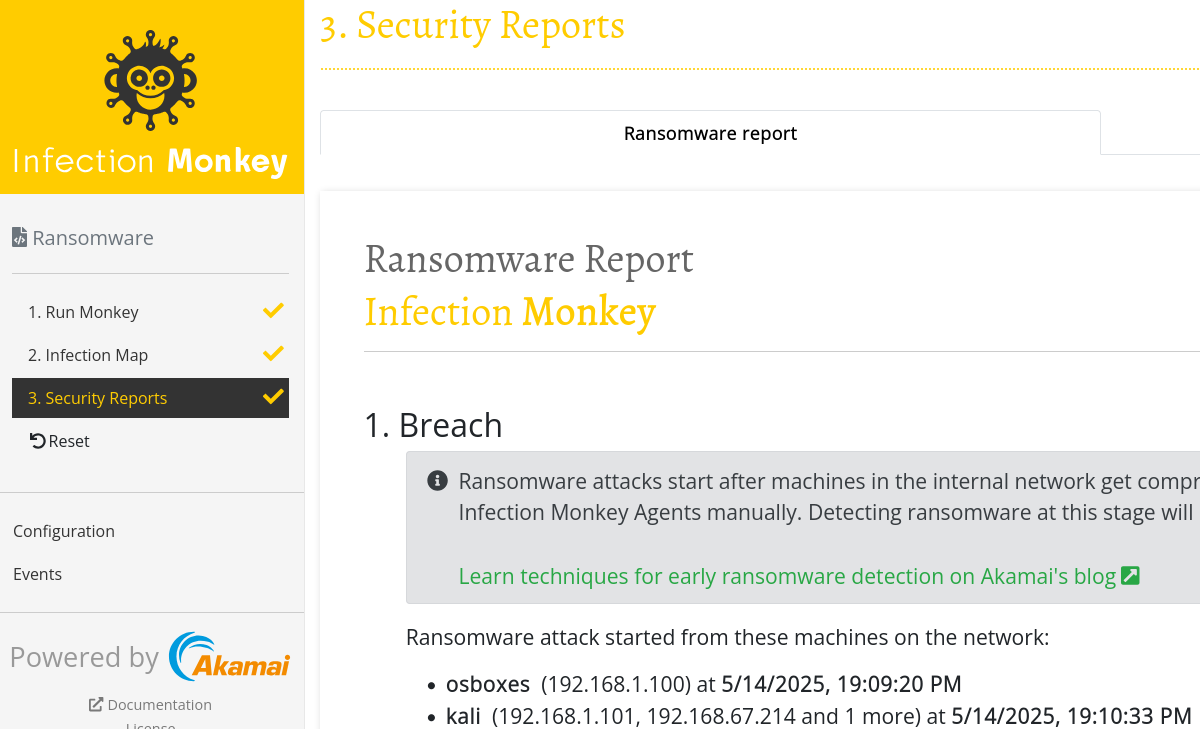 Infection Monkey
Ransomware
1. Run Monkey
2. Infection Map
3. Security Reports
Reset
Configuration
Events
Powered by Akamai
Documentation
License
3. Security Reports
Ransomware report
Ransomware Report
Infection Monkey
1. Breach
Ransomware attacks start after machines in the internal network get compr
Infection Monkey Agents manually. Detecting ransomware at this stage will
Learn techniques for early ransomware detection on Akamai's blog
Ransomware attack started from these machines on the network:
• osboxes (192.168.1.100) at 5/14/2025, 19:09:20 PM
• kali (192.168.1.101, 192.168.67.214 and 1 more) at 5/14/2025, 19:10:33 PM